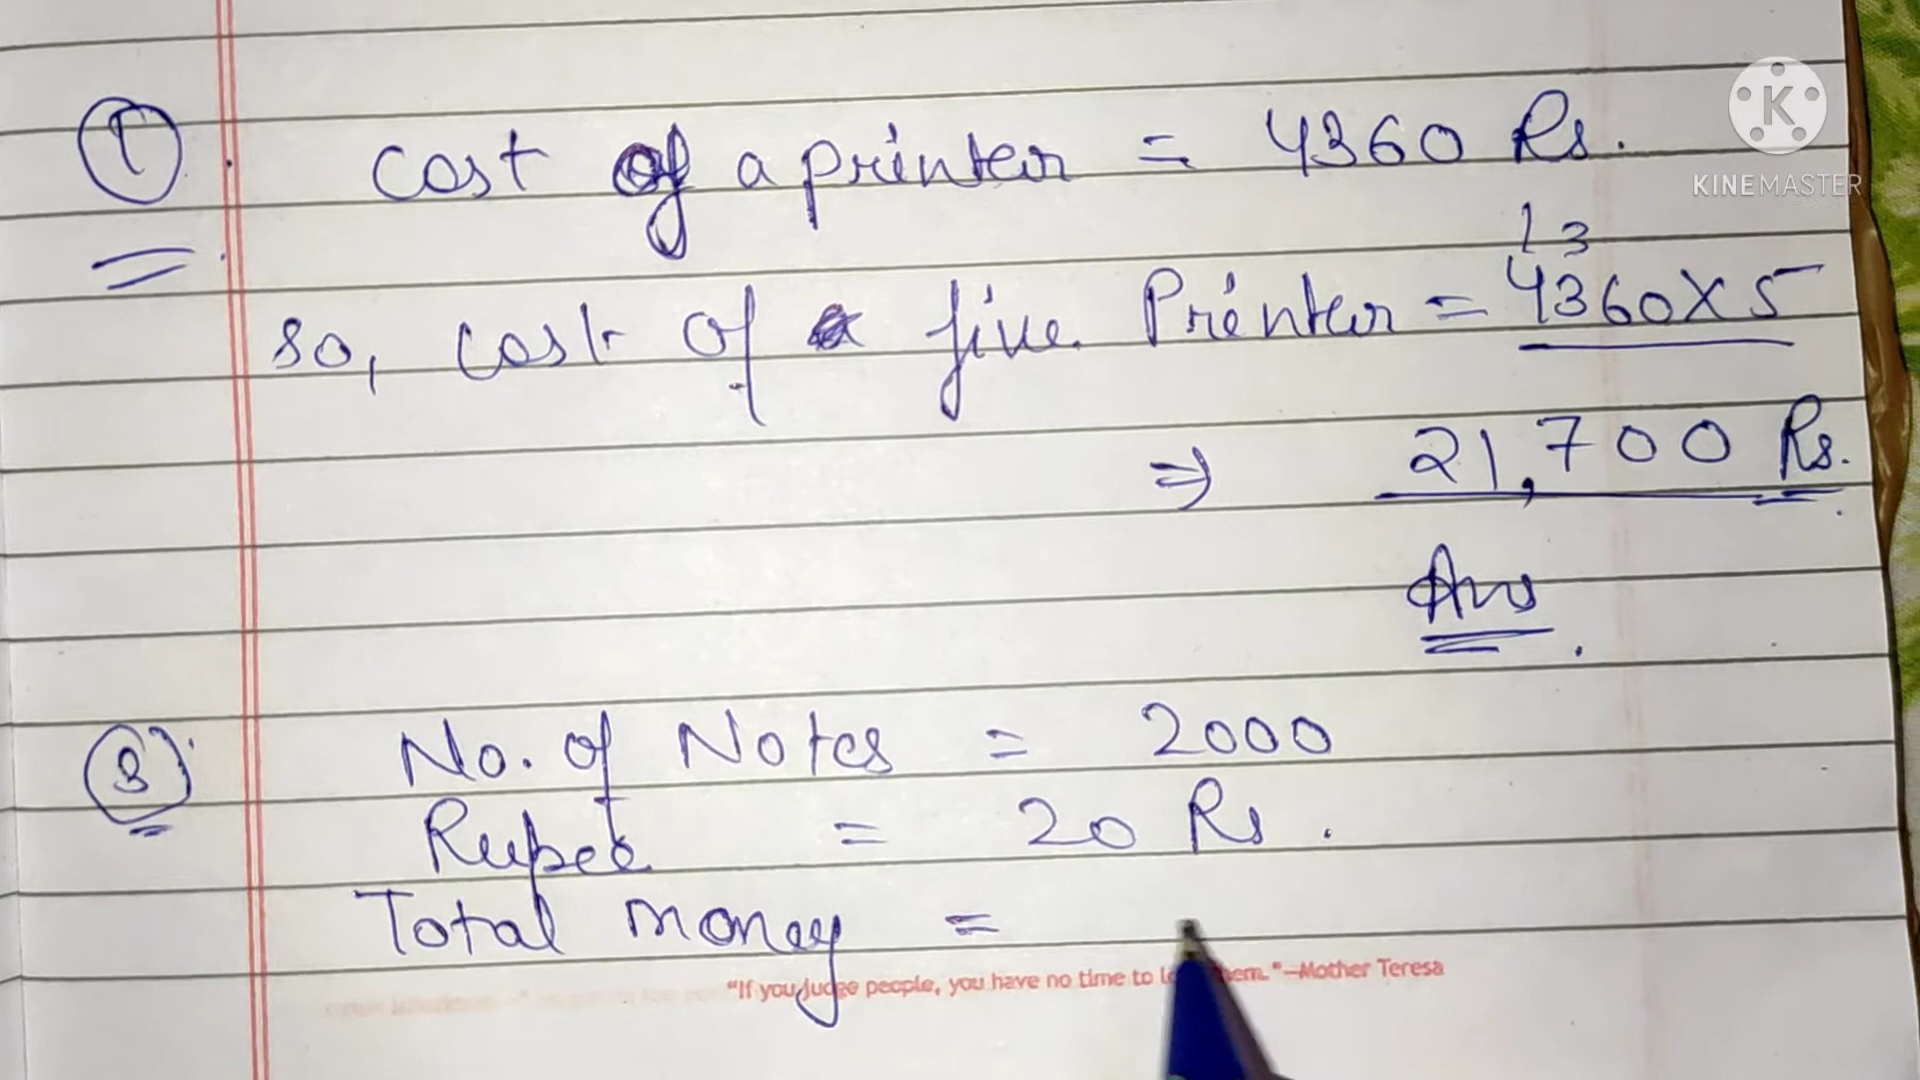 1. Cost of a printer = 4360 Rs.
KINEMASTER
1 3
so, cost of five Printer = 4360 X 5
⇒ 21,700 Rs.
Ans.
3. No. of Notes = 2000
Rupee = 20 Rs.
Total money =
"If you judge people, you have no time to them."–Mother Teresa